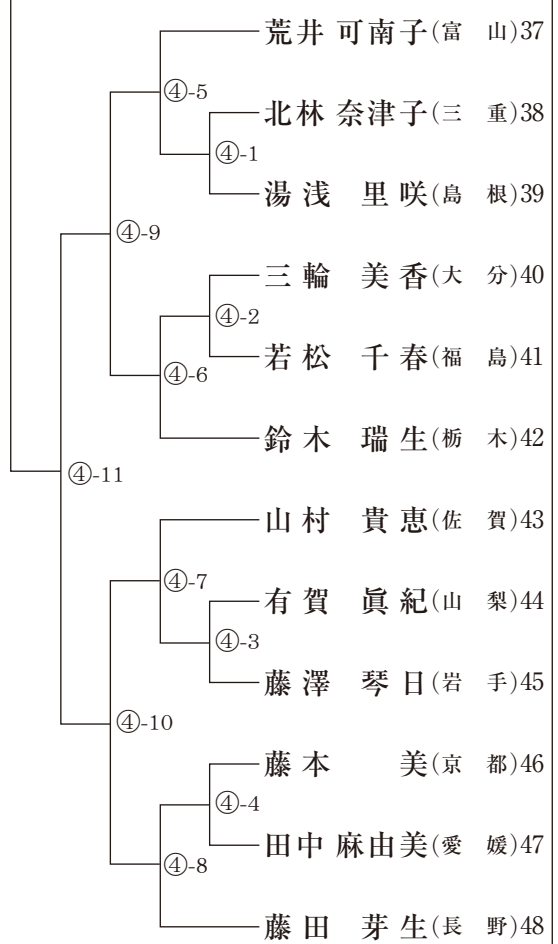 荒井 可南子(富　山)37
④-5
北林 奈津子(三　重)38
④-1
湯浅　里咲(島　根)39
④-9
三輪　美香(大　分)40
④-2
若松　千春(福　島)41
④-6
鈴木　瑞生(栃　木)42
④-11
山村　貴恵(佐　賀)43
④-7
有賀　眞紀(山　梨)44
④-3
藤澤　琴日(岩　手)45
④-10
藤本　　美(京　都)46
④-4
田中 麻由美(愛　媛)47
④-8
藤田　芽生(長　野)48